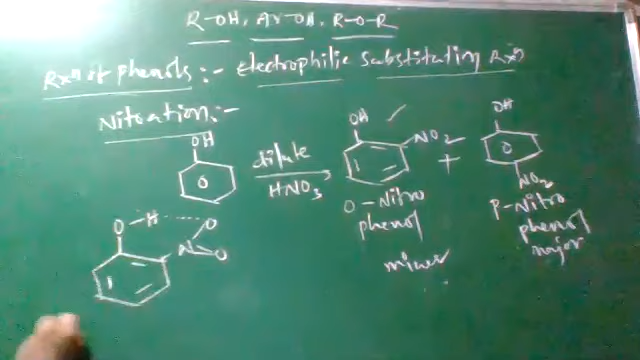 R-OH, Ar-OH, R-O-R
Rxn of phenols:- Electrophilic Substitution Rxn
Nitration:-
OH
dilute
HNO3
OH
NO2
+
OH
NO2
O-Nitro
phenol
minor
P-Nitro
phenol
major
O-H
O
N
O